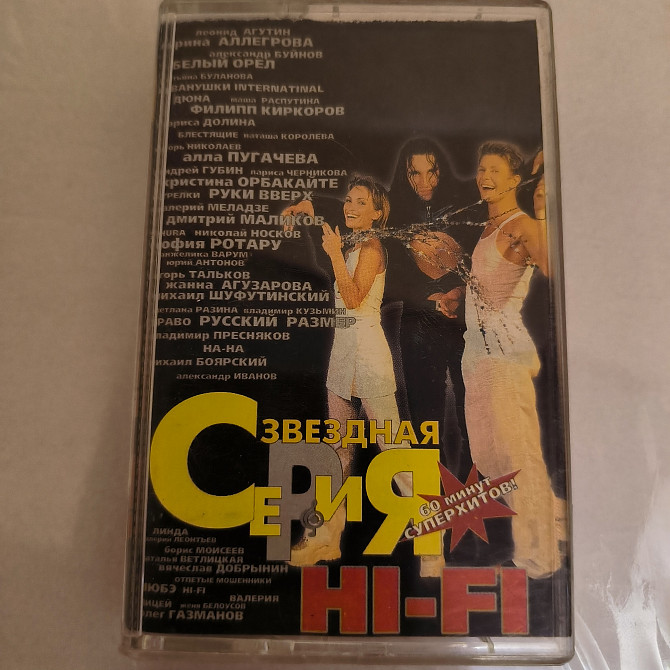 леонид АГУТИН
ирина АЛЛЕГРОВА
александр БУЙНОВ
БЕЛЫЙ ОРЕЛ
БУЛАНОВА
ИВАНУШКИ INTERNATINAL
ДЮНА маша РАСПУТИНА
ФИЛИПП КИРКОРОВ
ДОЛИНА
БЛЕСТЯЩИЕ наташа КОРОЛЕВА
НИКОЛАЕВ
алла ПУГАЧЕВА
ГУБИН лариса ЧЕРНИКОВА
кристина ОРБАКАЙТЕ
РУКИ ВВЕРХ
МЕЛАДЗЕ
дмитрий МАЛИКОВ
николай НОСКОВ
РОТАРУ
ВАРУМ
юрий АНТОНОВ
ТАЛЬКОВ
жанна АГУЗАРОВА
ШУФУТИНСКИЙ
РАЗИНА владимир КУЗЬМИН
РУССКИЙ РАЗМЕР
ПРЕСНЯКОВ
НА-НА
БОЯРСКИЙ
александр ИВАНОВ
ЗВЕЗДНАЯ
СЕРИЯ
60 МИНУТ
СУПЕРХИТОВ!
ЛИНДА
ЛЕОНТЬЕВ
борис МОИСЕЕВ
ВЕТЛИЦКАЯ
вячеслав ДОБРЫНИН
ОТПЕТЫЕ МОШЕННИКИ
ЛЮБЭ HI-FI
ВАЛЕРИЯ
женя БЕЛОУСОВ
ГАЗМАНОВ
HI-FI